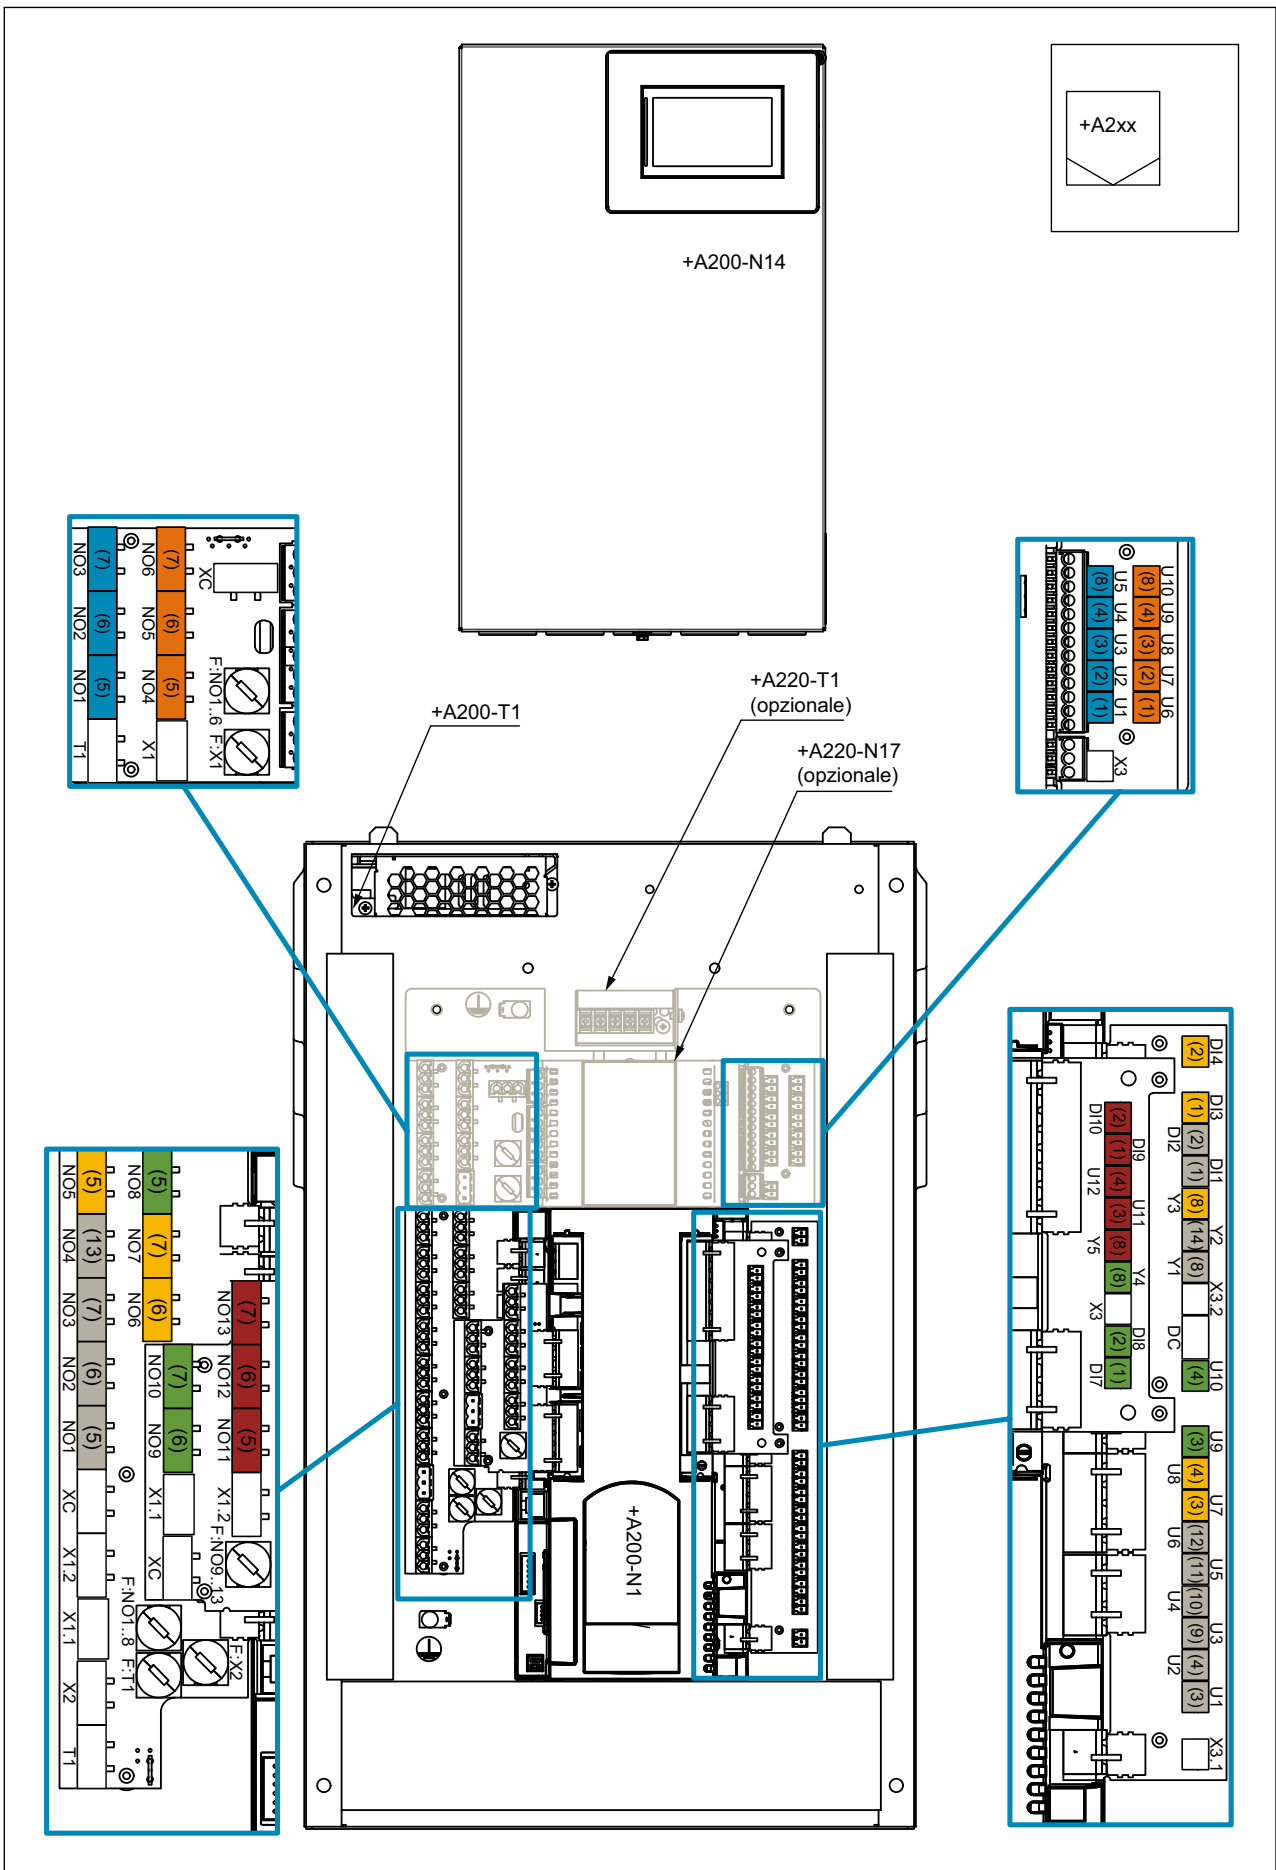 +A2xx
+A200-N14
(7) (6) (5)
NO3 NO2 NO1 T1
(7) (6) (5)
NO6 NO5 NO4 X1
XC
F:NO1..6 F:X1
U10 U9 U8 U7 U6
(8) (4) (3) (2) (1)
U5 U4 U3 U2 U1 X3
(8) (4) (3) (2) (1)
+A200-T1
+A220-T1
(opzionale)
+A220-N17
(opzionale)
+A200-N1
(5) (13) (7) (6) (5)
NO5 NO4 NO3 NO2 NO1 XC X1.2 X1.1 X2 T1
(5) (7) (6)
NO8 NO7 NO6
(7) (6)
NO10 NO9 X1.1 XC
(7) (6) (5)
NO13 NO12 NO11 X1.2
F:NO9..13
F:NO1..8
F:T1
F:X2
DI4 DI3 DI2 DI1 Y3 Y2 Y1 X3.2 DC U10 U9 U8 U7 U6 U5 U4 U3 U2 U1 X3.1
(2) (1) (2) (1) (8) (14) (8) (4) (3) (4) (3) (12) (11) (10) (9) (4) (3)
DI10 DI9 U12 U11 Y5 Y4 X3 DI8 DI7
(2) (1) (4) (3) (8) (8) (2) (1)